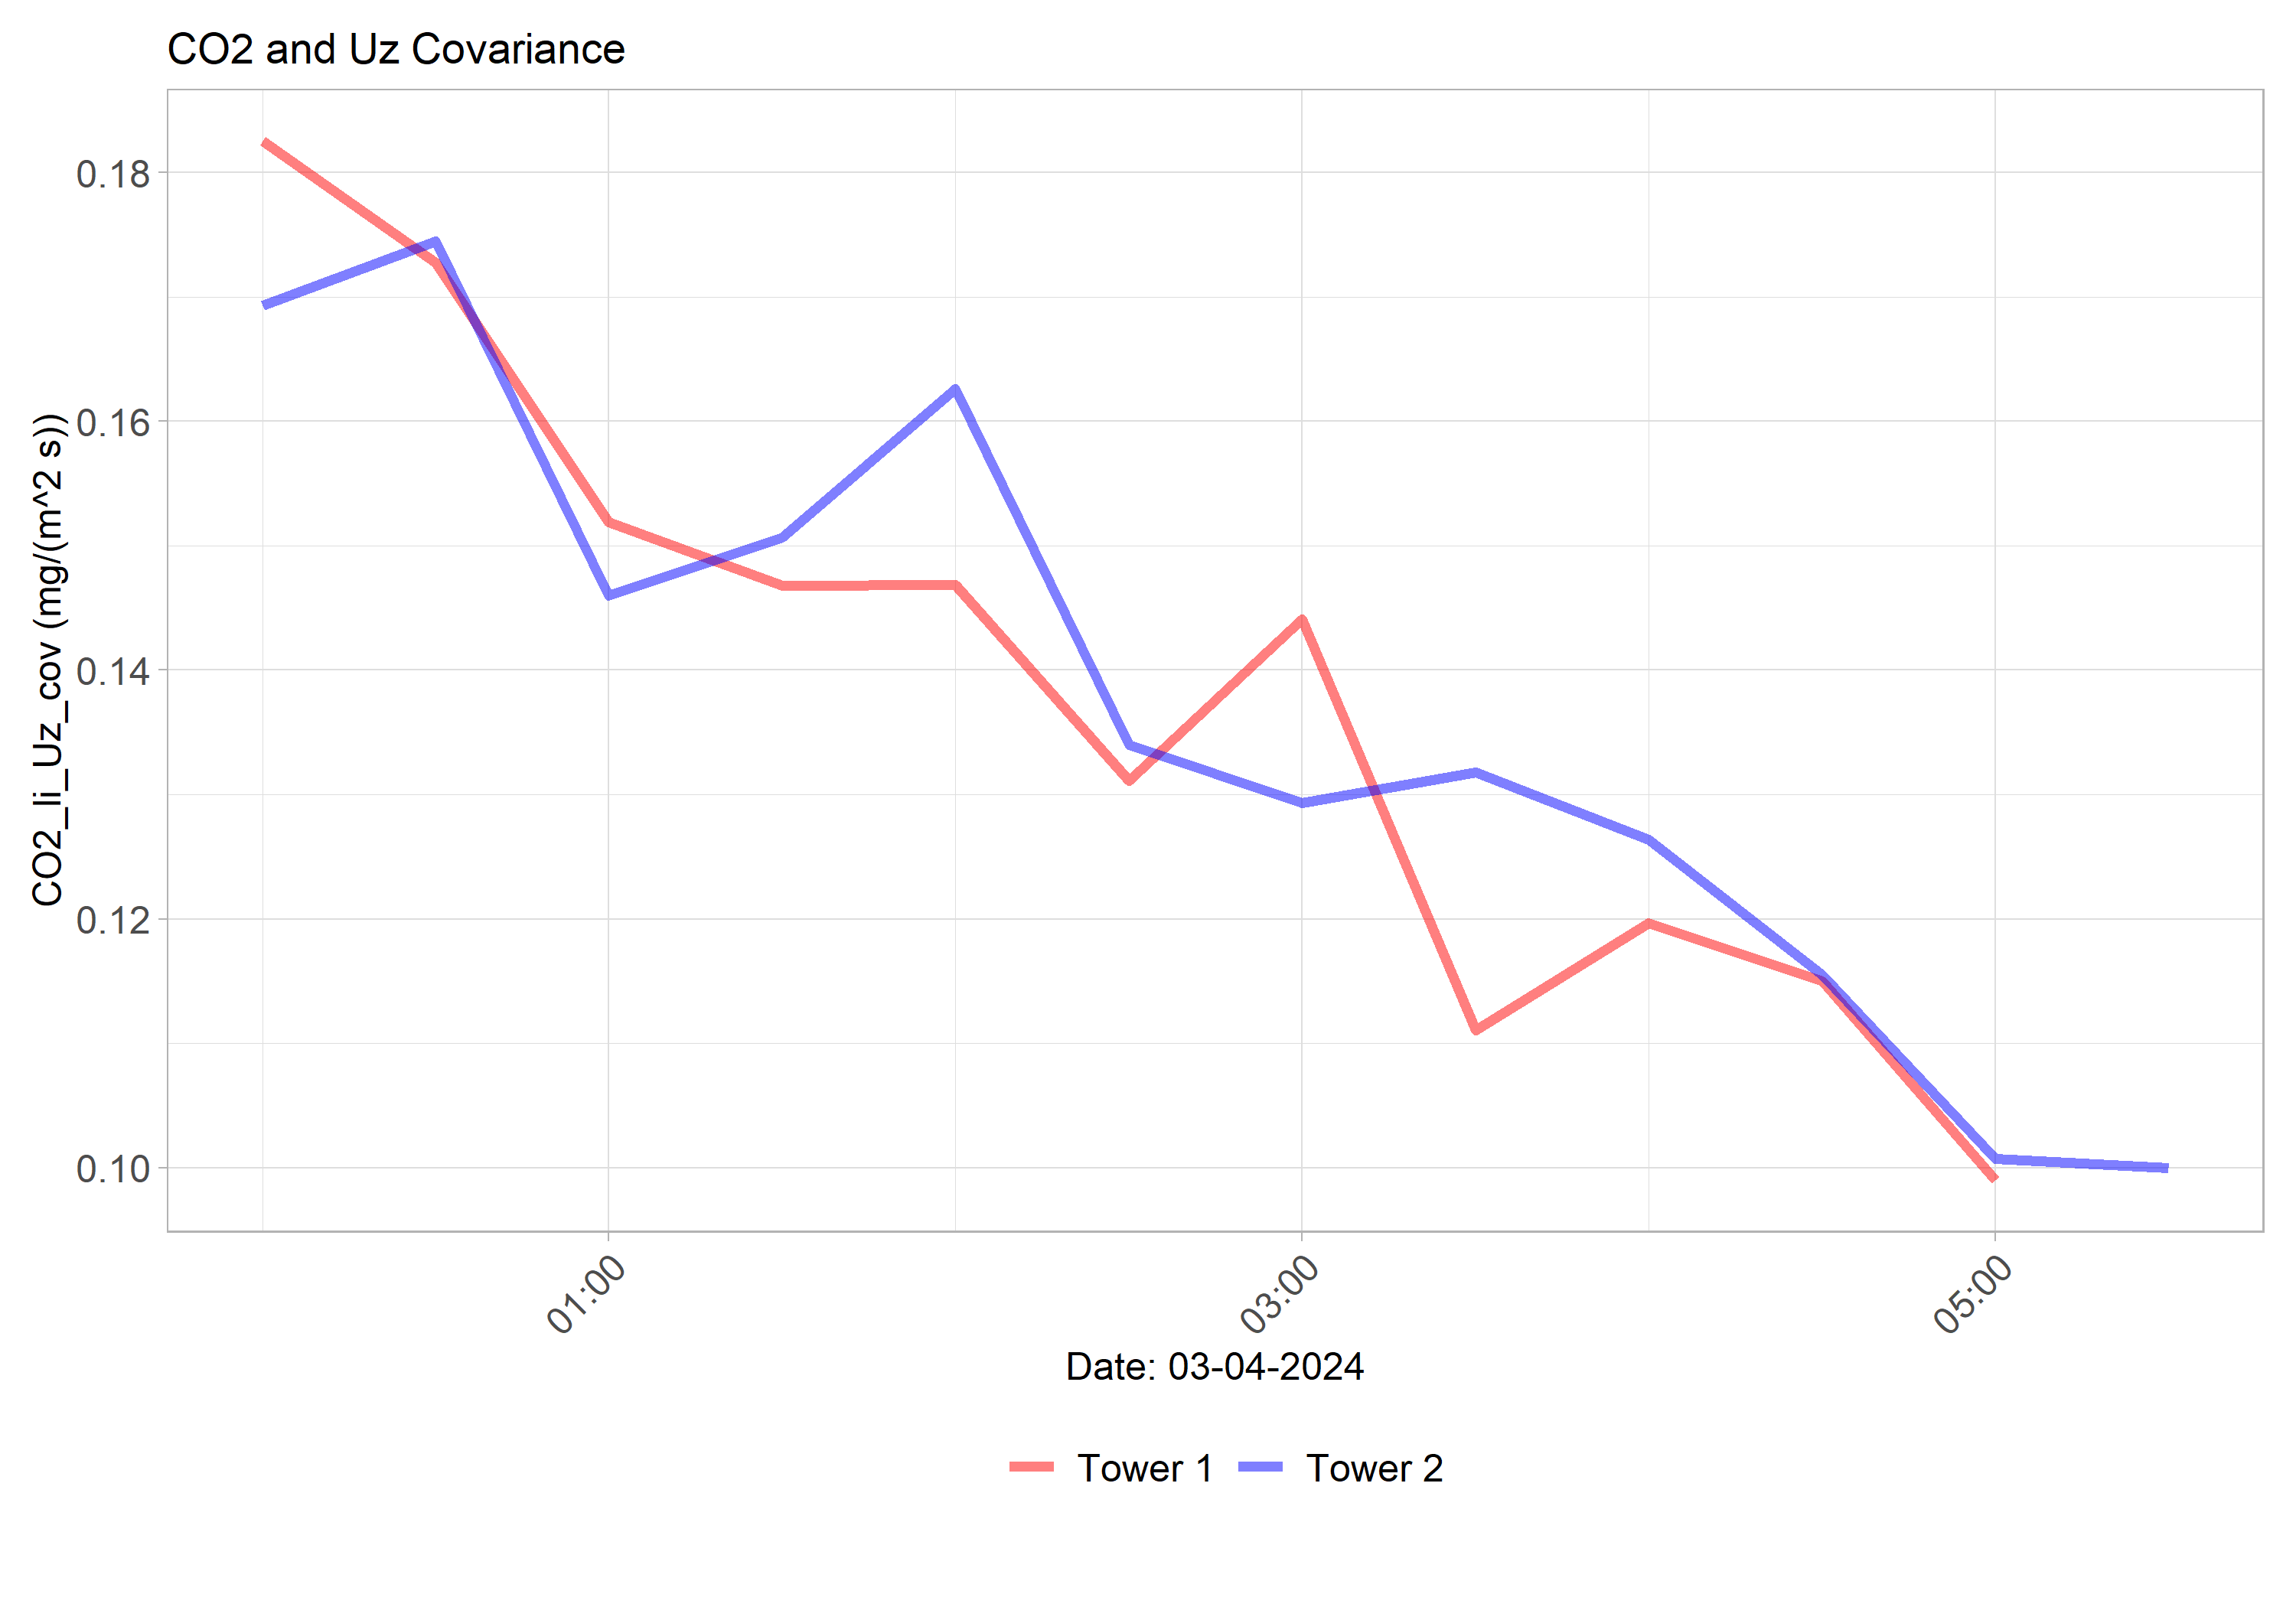 CO2 and Uz Covariance
CO2_li_Uz_cov (mg/(m^2 s))
0.18
0.16
0.14
0.12
0.10
01:00
03:00
05:00
Date: 03-04-2024
Tower 1
Tower 2